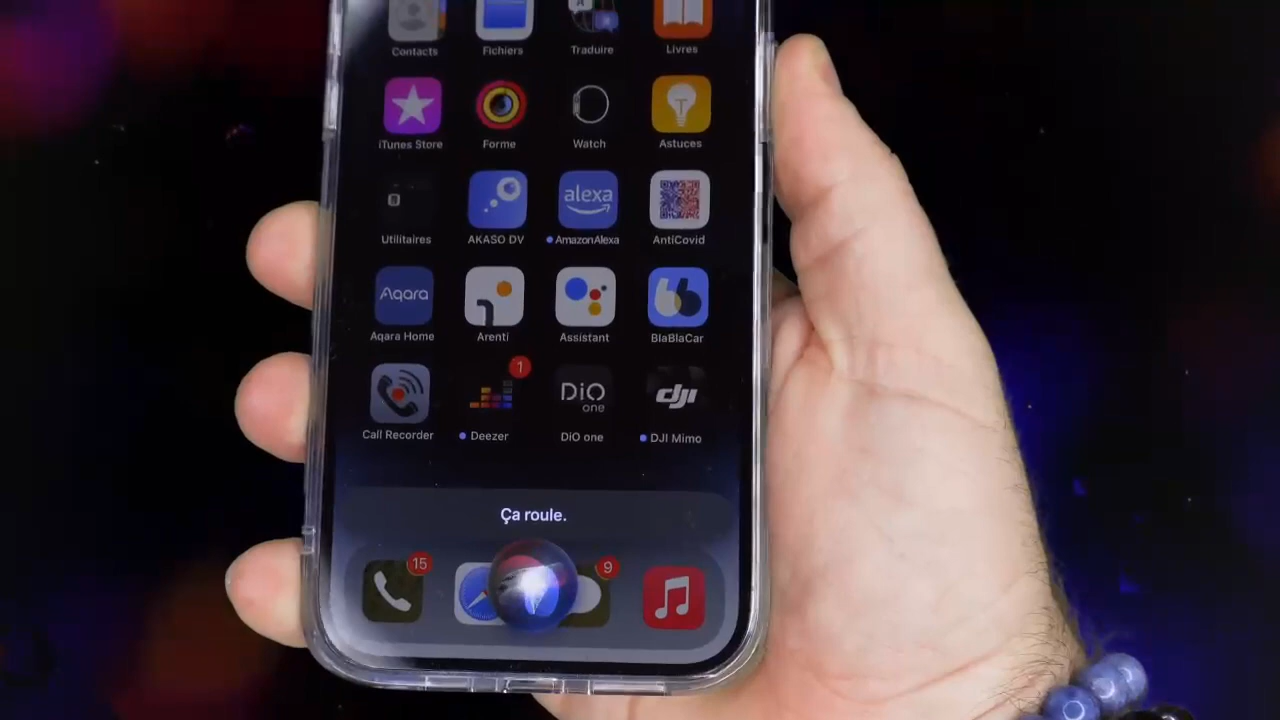 Contacts Fichiers Traduire Livres
iTunes Store Forme Watch Astuces
alexa
Utilitaires AKASO DV AmazonAlexa AntiCovid
Aqara
Aqara Home Arenti Assistant BlaBlaCar
1
DiO
one
dji
Call Recorder Deezer DiO one DJI Mimo
Ça roule.
15 9